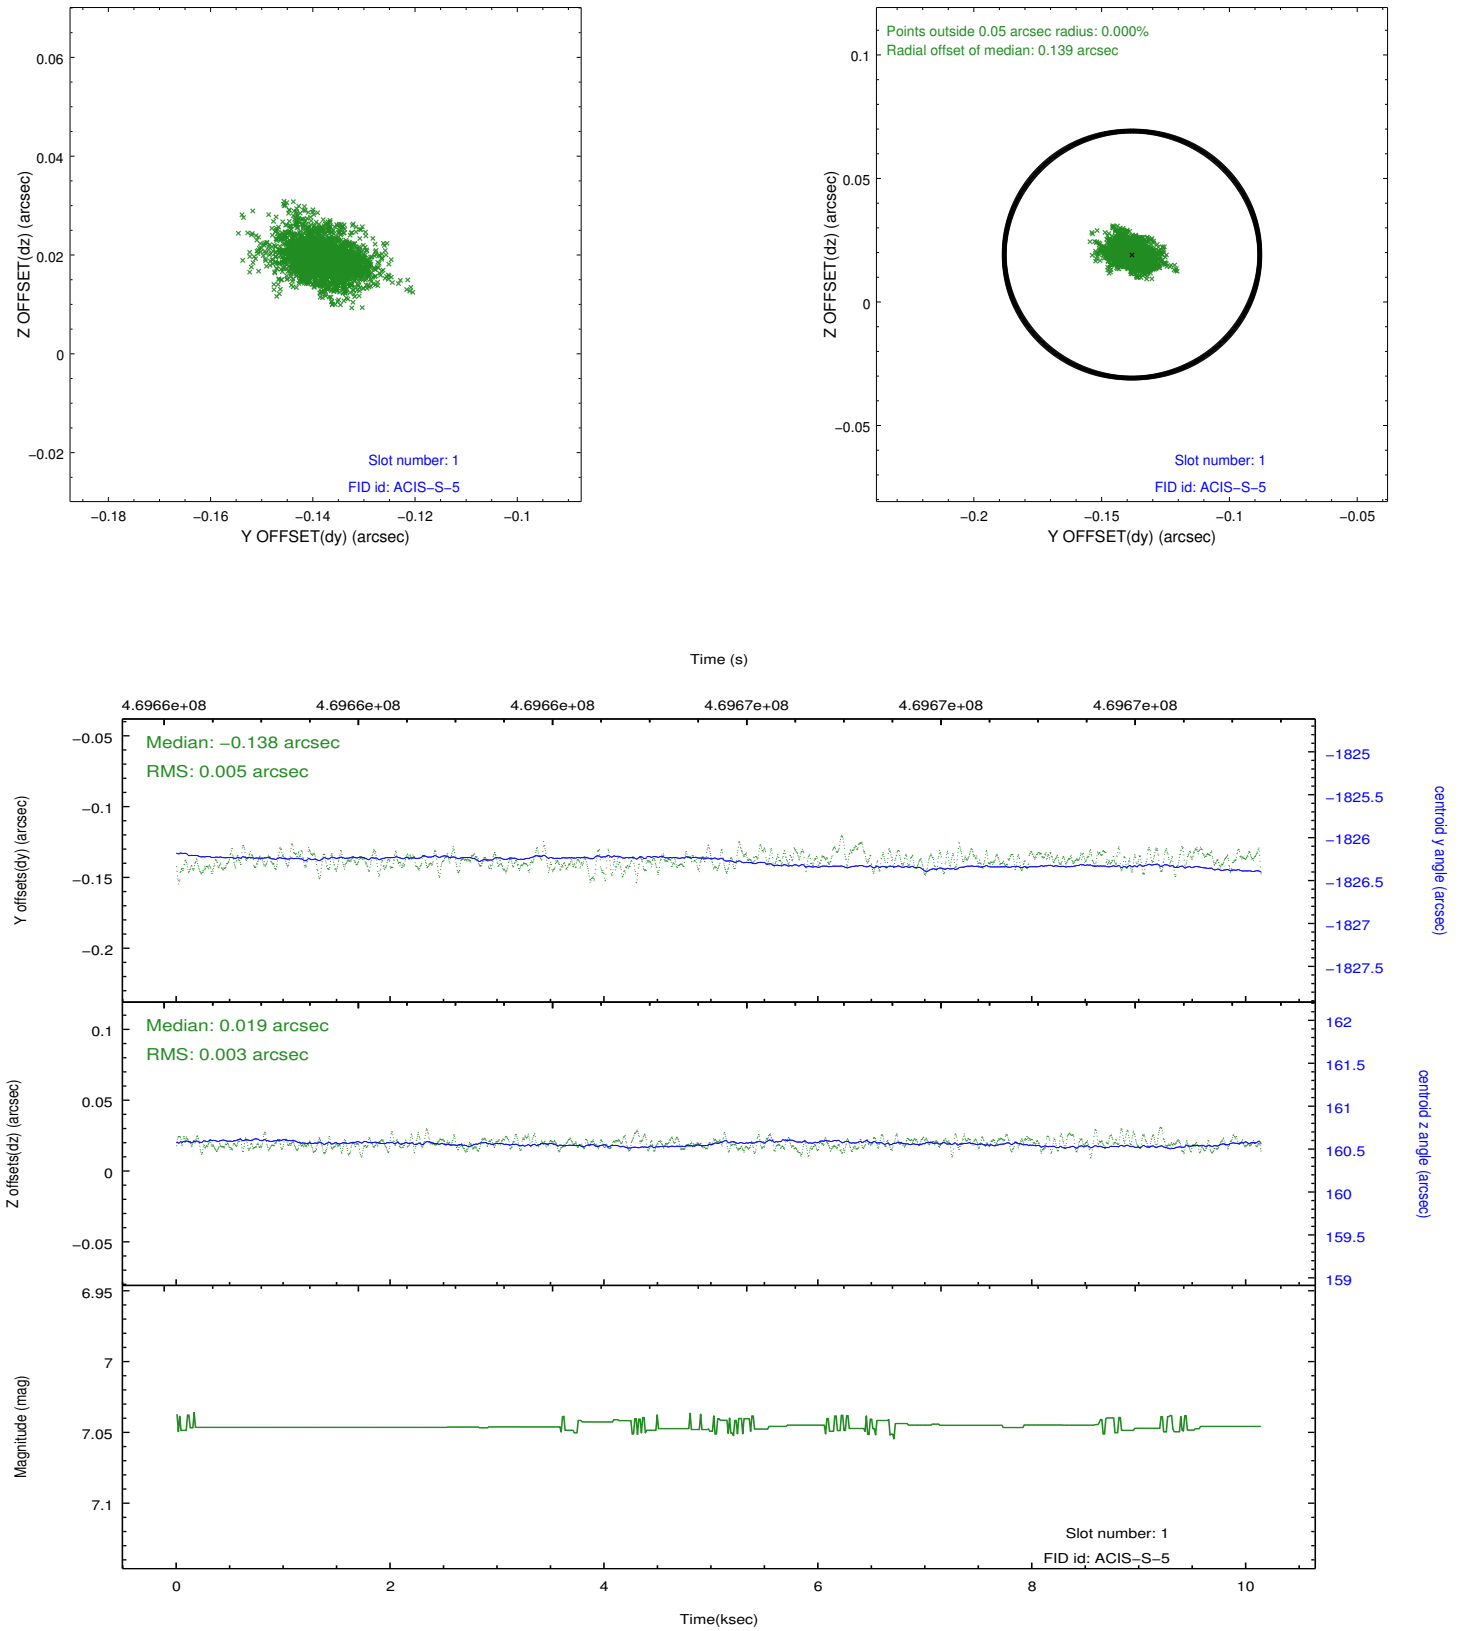 0.06
0.04
0.02
0
−0.02
Z OFFSET(dz) (arcsec)
Slot number: 1
FID id: ACIS−S−5
−0.18 −0.16 −0.14 −0.12 −0.1
Y OFFSET(dy) (arcsec)
Points outside 0.05 arcsec radius: 0.000%
Radial offset of median: 0.139 arcsec
0.1
0.05
0
−0.05
Z OFFSET(dz) (arcsec)
Slot number: 1
FID id: ACIS−S−5
−0.2 −0.15 −0.1 −0.05
Y OFFSET(dy) (arcsec)
Time (s)
4.6966e+08 4.6966e+08 4.6966e+08 4.6967e+08 4.6967e+08 4.6967e+08
Median: −0.138 arcsec
RMS: 0.005 arcsec
−0.05
−0.1
−0.15
−0.2
Y offsets(dy) (arcsec)
−1825
−1825.5
−1826
−1826.5
−1827
−1827.5
centroid y angle (arcsec)
Median: 0.019 arcsec
RMS: 0.003 arcsec
0.1
0.05
0
−0.05
Z offsets(dz) (arcsec)
162
161.5
161
160.5
160
159.5
159
centroid z angle (arcsec)
6.95
7
7.05
7.1
Magnitude (mag)
Slot number: 1
FID id: ACIS−S−5
0 2 4 6 8 10
Time(ksec)